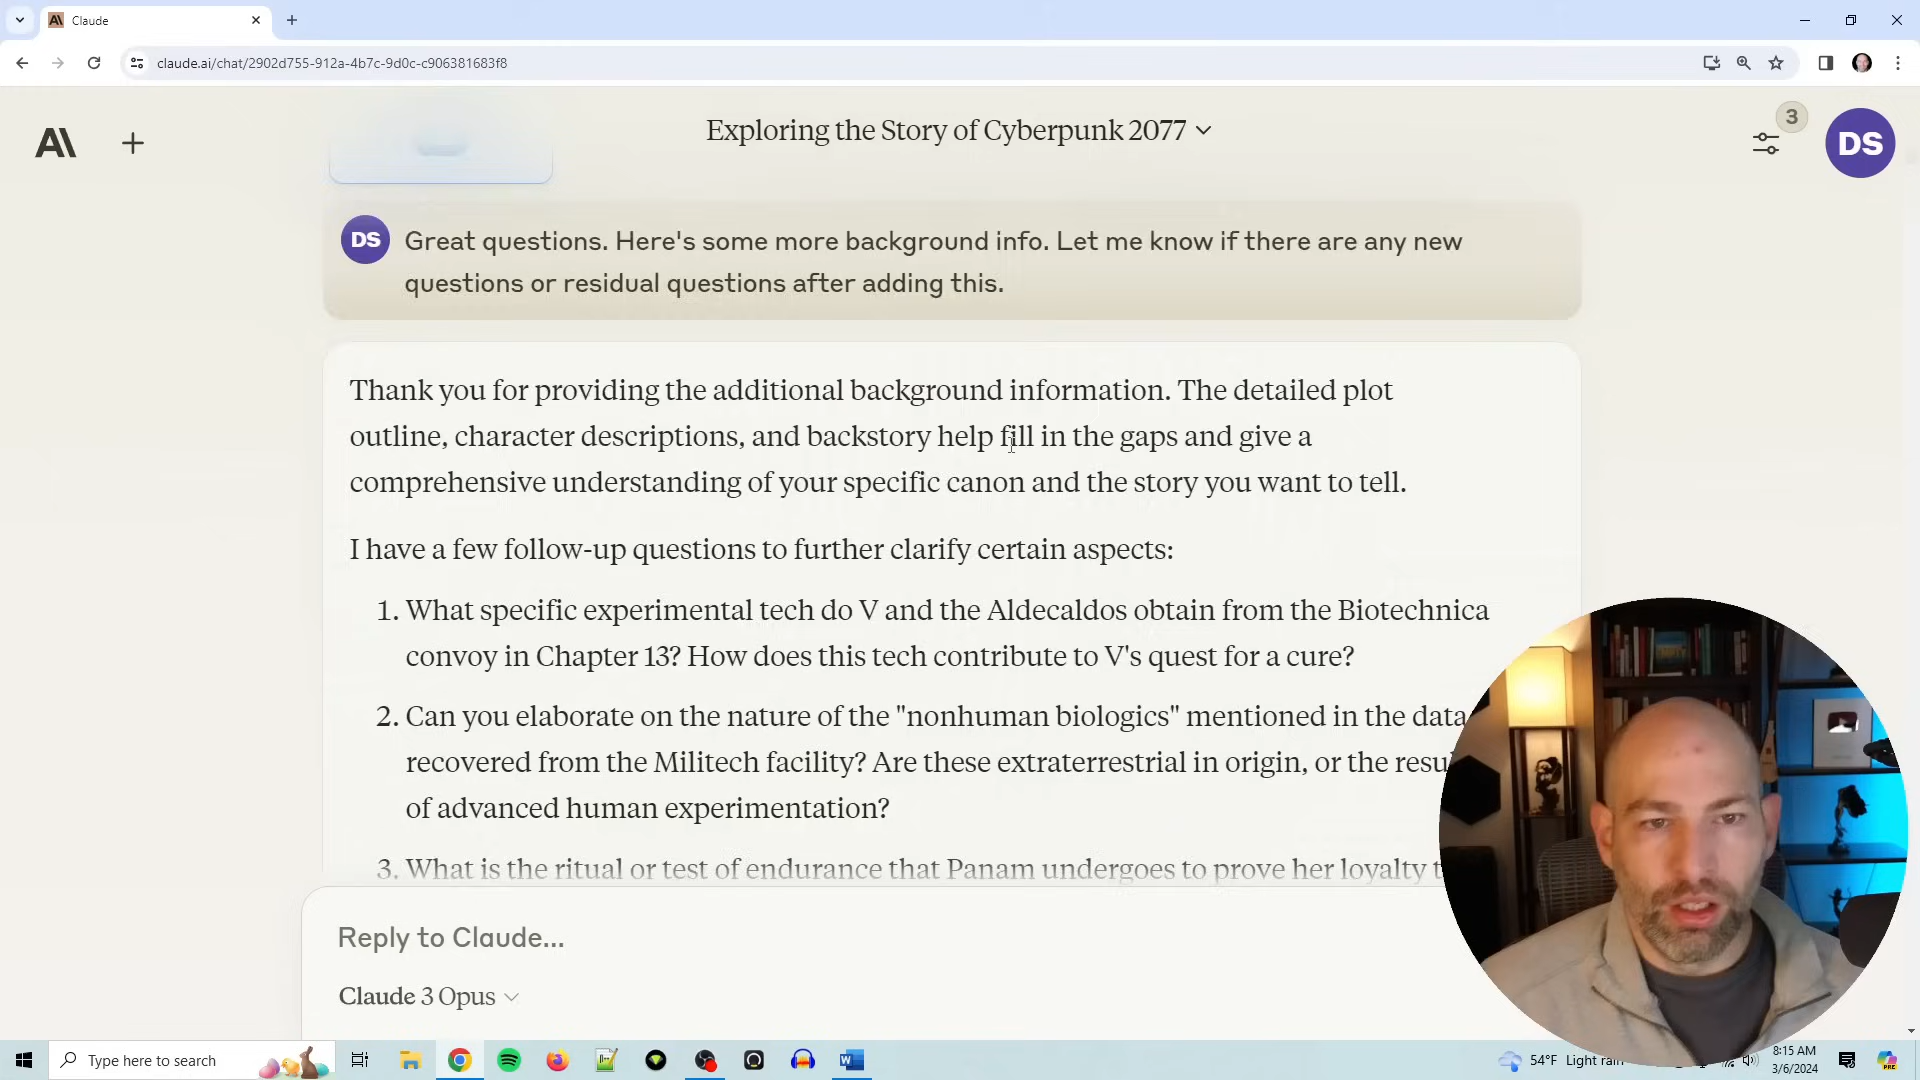 Claude
claude.ai/chat/2902d755-912a-4b7c-9d0c-c906381683f8
Exploring the Story of Cyberpunk 2077
3
DS
DS
Great questions. Here's some more background info. Let me know if there are any new
questions or residual questions after adding this.
Thank you for providing the additional background information. The detailed plot
outline, character descriptions, and backstory help fill in the gaps and give a
comprehensive understanding of your specific canon and the story you want to tell.
I have a few follow-up questions to further clarify certain aspects:
1. What specific experimental tech do V and the Aldecaldos obtain from the Biotechnica
convoy in Chapter 13? How does this tech contribute to V's quest for a cure?
2. Can you elaborate on the nature of the "nonhuman biologics" mentioned in the data
recovered from the Militech facility? Are these extraterrestrial in origin, or the resu
of advanced human experimentation?
3. What is the ritual or test of endurance that Panam undergoes to prove her loyalty
Reply to Claude...
Claude 3 Opus
Type here to search
54°F Light rain
8:15 AM
3/6/2024